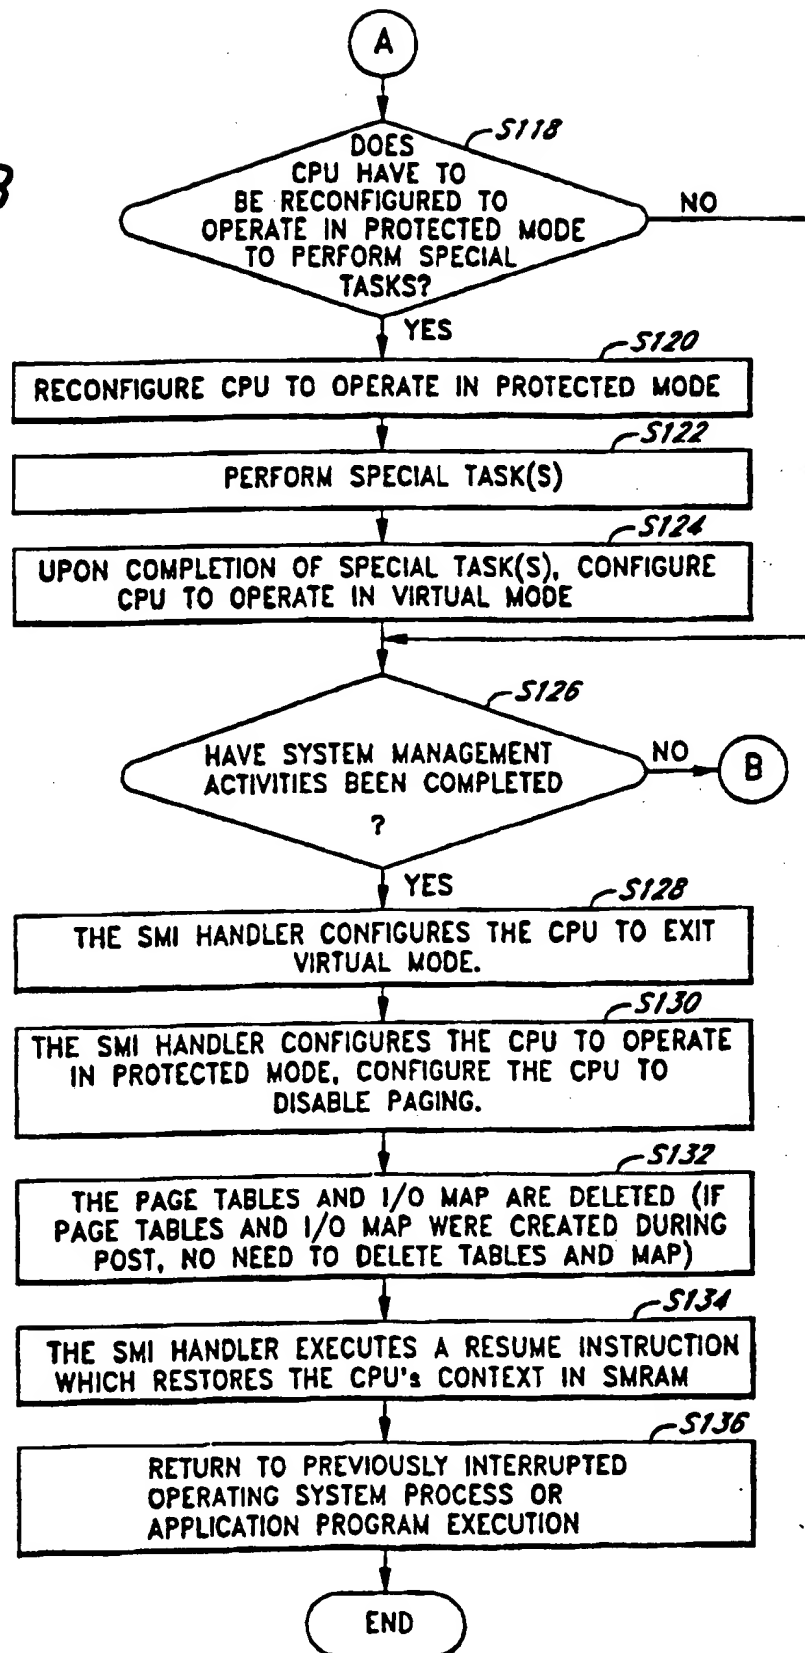 A
S118
DOES
CPU HAVE TO
BE RECONFIGURED TO
OPERATE IN PROTECTED MODE
TO PERFORM SPECIAL
TASKS?
NO
YES
S120
RECONFIGURE CPU TO OPERATE IN PROTECTED MODE
S122
PERFORM SPECIAL TASK(S)
S124
UPON COMPLETION OF SPECIAL TASK(S), CONFIGURE
CPU TO OPERATE IN VIRTUAL MODE
S126
HAVE SYSTEM MANAGEMENT
ACTIVITIES BEEN COMPLETED
?
NO
B
YES
S128
THE SMI HANDLER CONFIGURES THE CPU TO EXIT
VIRTUAL MODE.
S130
THE SMI HANDLER CONFIGURES THE CPU TO OPERATE
IN PROTECTED MODE, CONFIGURE THE CPU TO
DISABLE PAGING.
S132
THE PAGE TABLES AND I/O MAP ARE DELETED (IF
PAGE TABLES AND I/O MAP WERE CREATED DURING
POST, NO NEED TO DELETE TABLES AND MAP)
S134
THE SMI HANDLER EXECUTES A RESUME INSTRUCTION
WHICH RESTORES THE CPU's CONTEXT IN SMRAM
S136
RETURN TO PREVIOUSLY INTERRUPTED
OPERATING SYSTEM PROCESS OR
APPLICATION PROGRAM EXECUTION
END